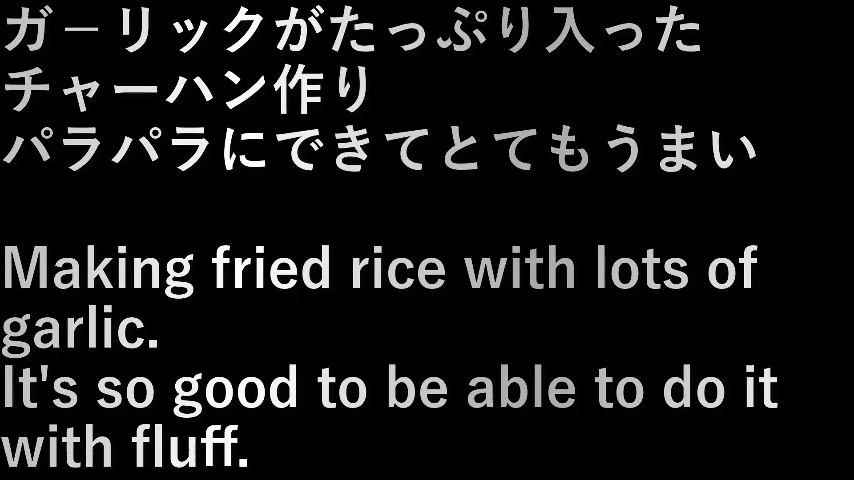 ガ－リックがたっぷり入った
チャーハン作り
パラパラにできてとてもうまい
Making fried rice with lots of
garlic.
It's so good to be able to do it
with fluff.